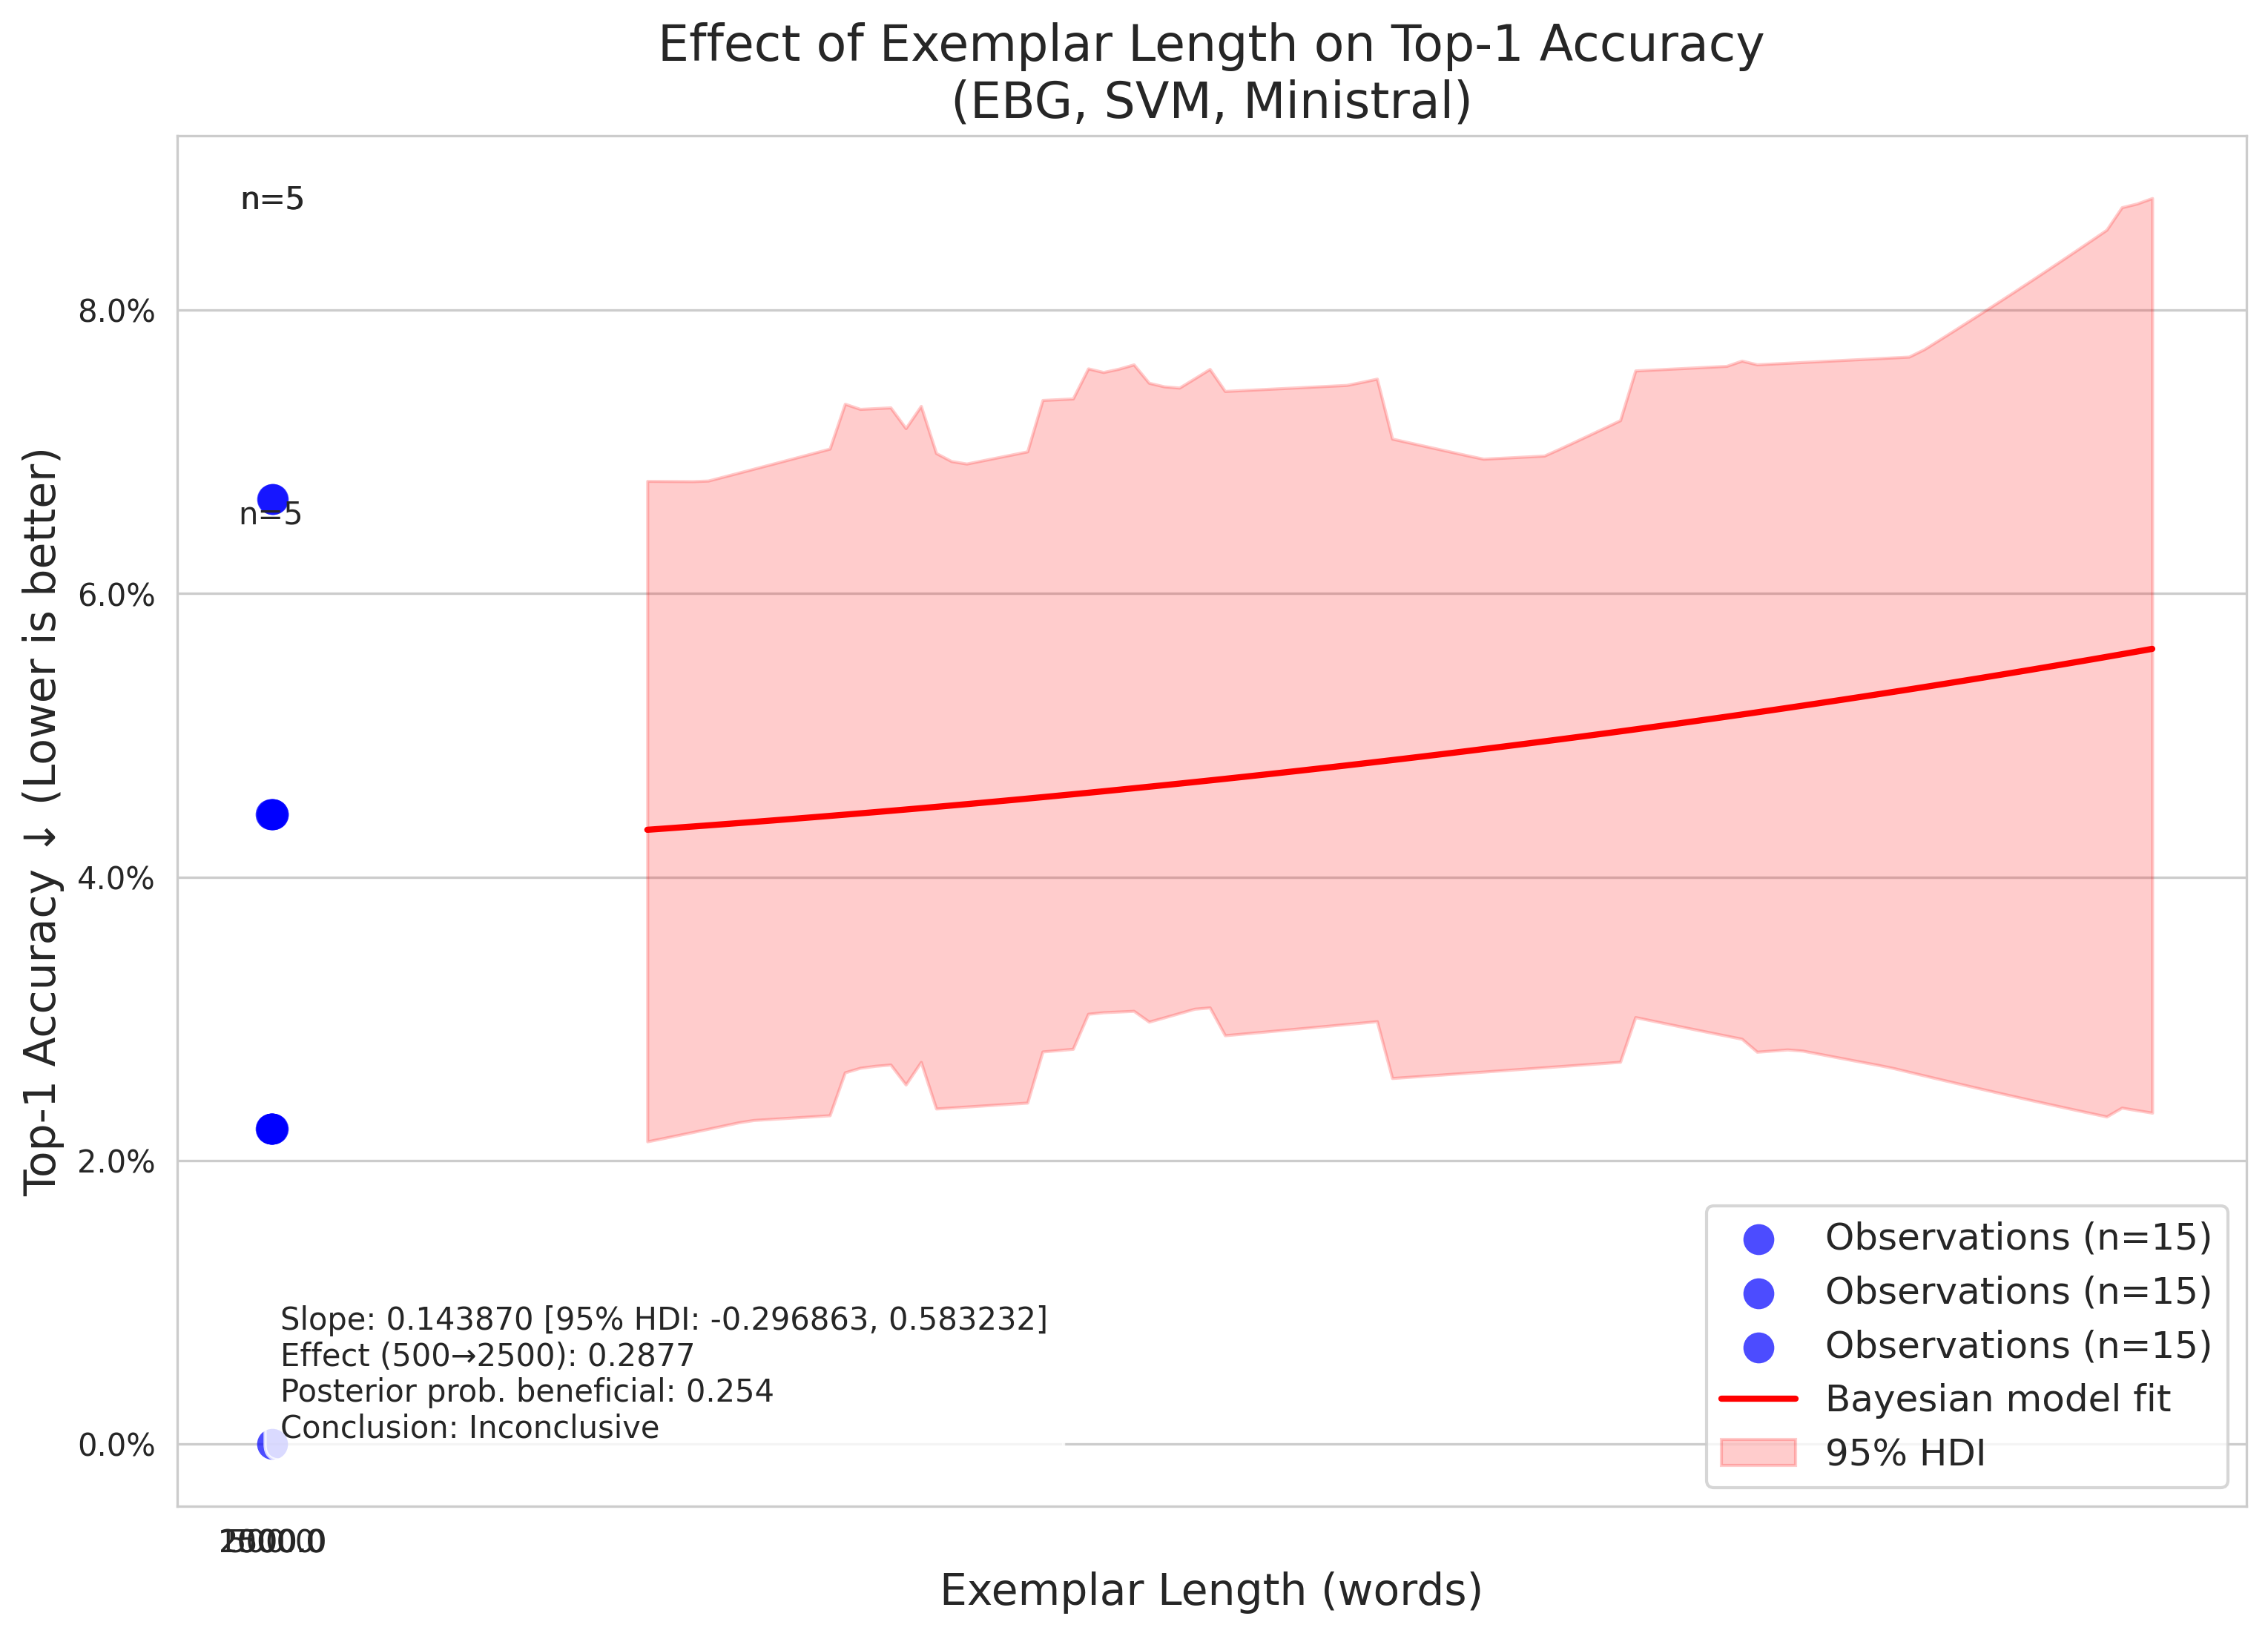 Effect of Exemplar Length on Top-1 Accuracy
(EBG, SVM, Ministral)
Top-1 Accuracy ↓ (Lower is better)
n=5
8.0%
n=5
6.0%
4.0%
2.0%
0.0%
Slope: 0.143870 [95% HDI: -0.296863, 0.583232]
Effect (500→2500): 0.2877
Posterior prob. beneficial: 0.254
Conclusion: Inconclusive
Observations (n=15)
Observations (n=15)
Observations (n=15)
Bayesian model fit
95% HDI
Exemplar Length (words)